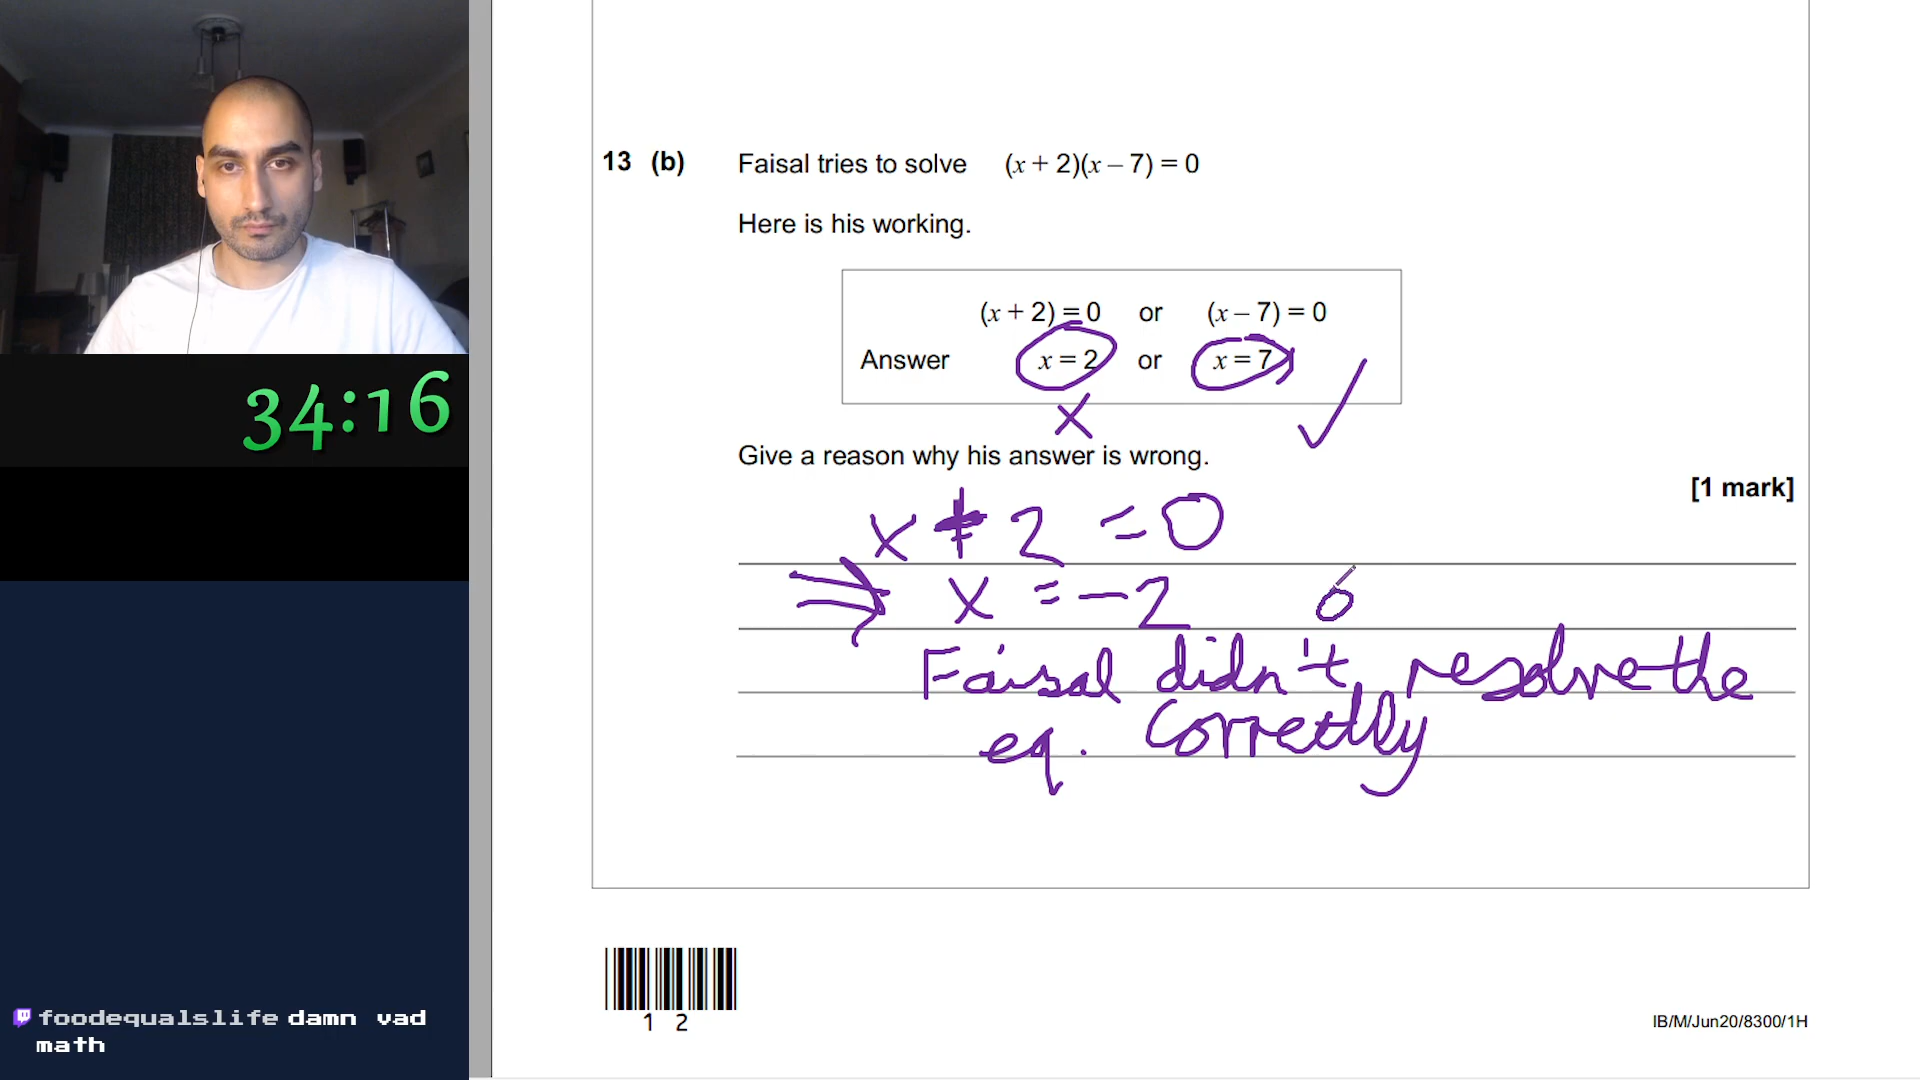 13 (b) Faisal tries to solve (x + 2)(x – 7) = 0
Here is his working.
(x + 2) = 0 or (x – 7) = 0
Answer x = 2 or x = 7
Give a reason why his answer is wrong.
[1 mark]
x + 2 = 0
⇒ x = -2 6
Faisal didn't resolve the
eq. correctly
1 2
IB/M/Jun20/8300/1H
34:16
foodequalslife damn vad
math